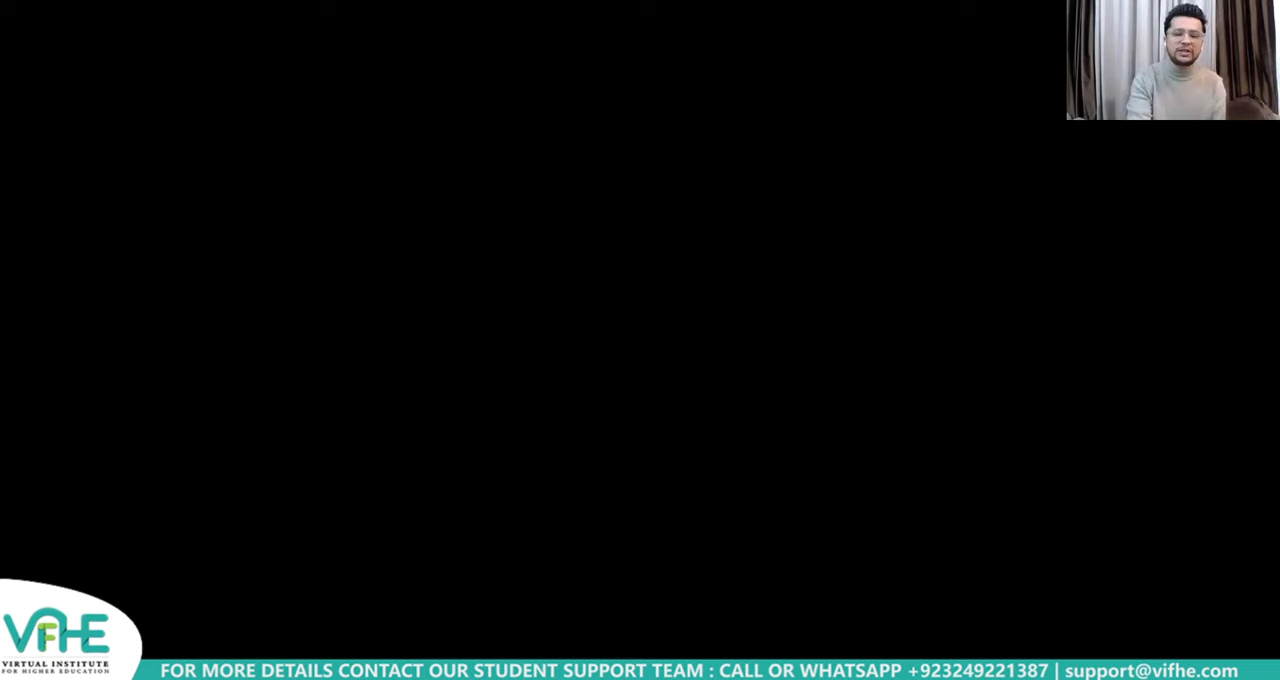 VIFHE
VIRTUAL INSTITUTE
FOR HIGHER EDUCATION
FOR MORE DETAILS CONTACT OUR STUDENT SUPPORT TEAM : CALL OR WHATSAPP +923249221387 | support@vifhe.com